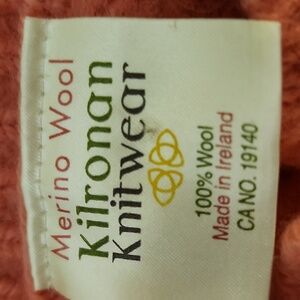 Merino Wool
Kilronan
Knitwear
100% Wool
Made in Ireland
CA NO. 19140